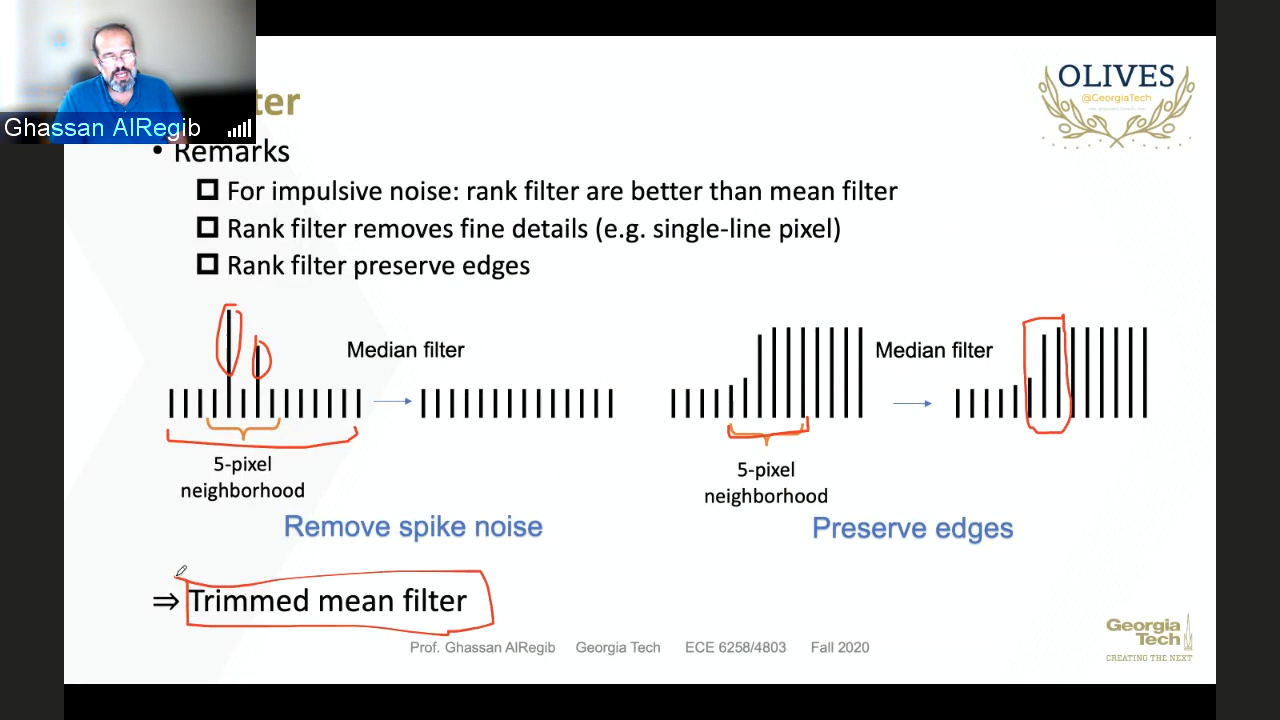 OLIVES
@GeorgiaTech
Ghassan AlRegib
ter
• Remarks
For impulsive noise: rank filter are better than mean filter
Rank filter removes fine details (e.g. single-line pixel)
Rank filter preserve edges
Median filter
Median filter
5-pixel
neighborhood
5-pixel
neighborhood
Remove spike noise
Preserve edges
⇒ Trimmed mean filter
Prof. Ghassan AlRegib Georgia Tech ECE 6258/4803 Fall 2020
Georgia
Tech
CREATING THE NEXT